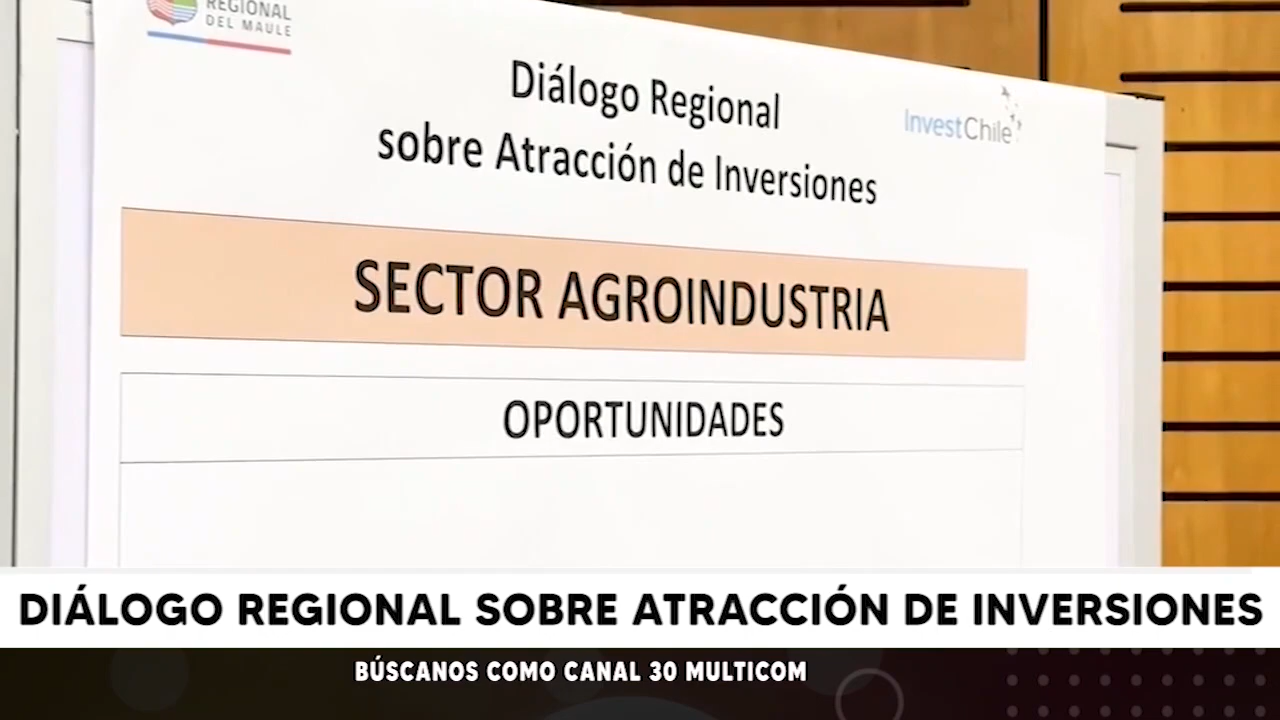 REGIONAL
DEL MAULE
Diálogo Regional
sobre Atracción de Inversiones
InvestChile
SECTOR AGROINDUSTRIA
OPORTUNIDADES
DIÁLOGO REGIONAL SOBRE ATRACCIÓN DE INVERSIONES
BÚSCANOS COMO CANAL 30 MULTICOM